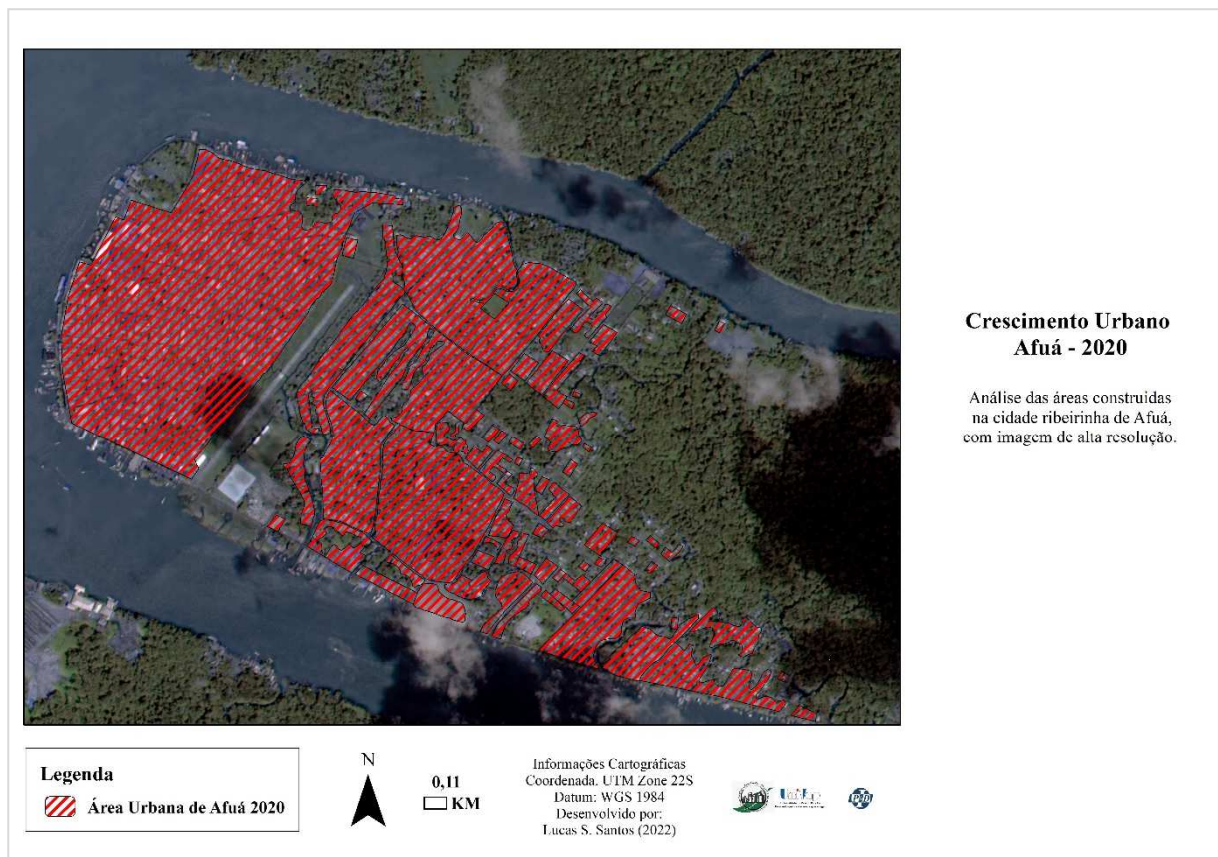 Crescimento Urbano
Afuá - 2020
Análise das áreas construidas
na cidade ribeirinha de Afuá,
com imagem de alta resolução.
Legenda
Área Urbana de Afuá 2020
N
0,11
KM
Informações Cartográficas
Coordenada. UTM Zone 22S
Datum: WGS 1984
Desenvolvido por:
Lucas S. Santos (2022)